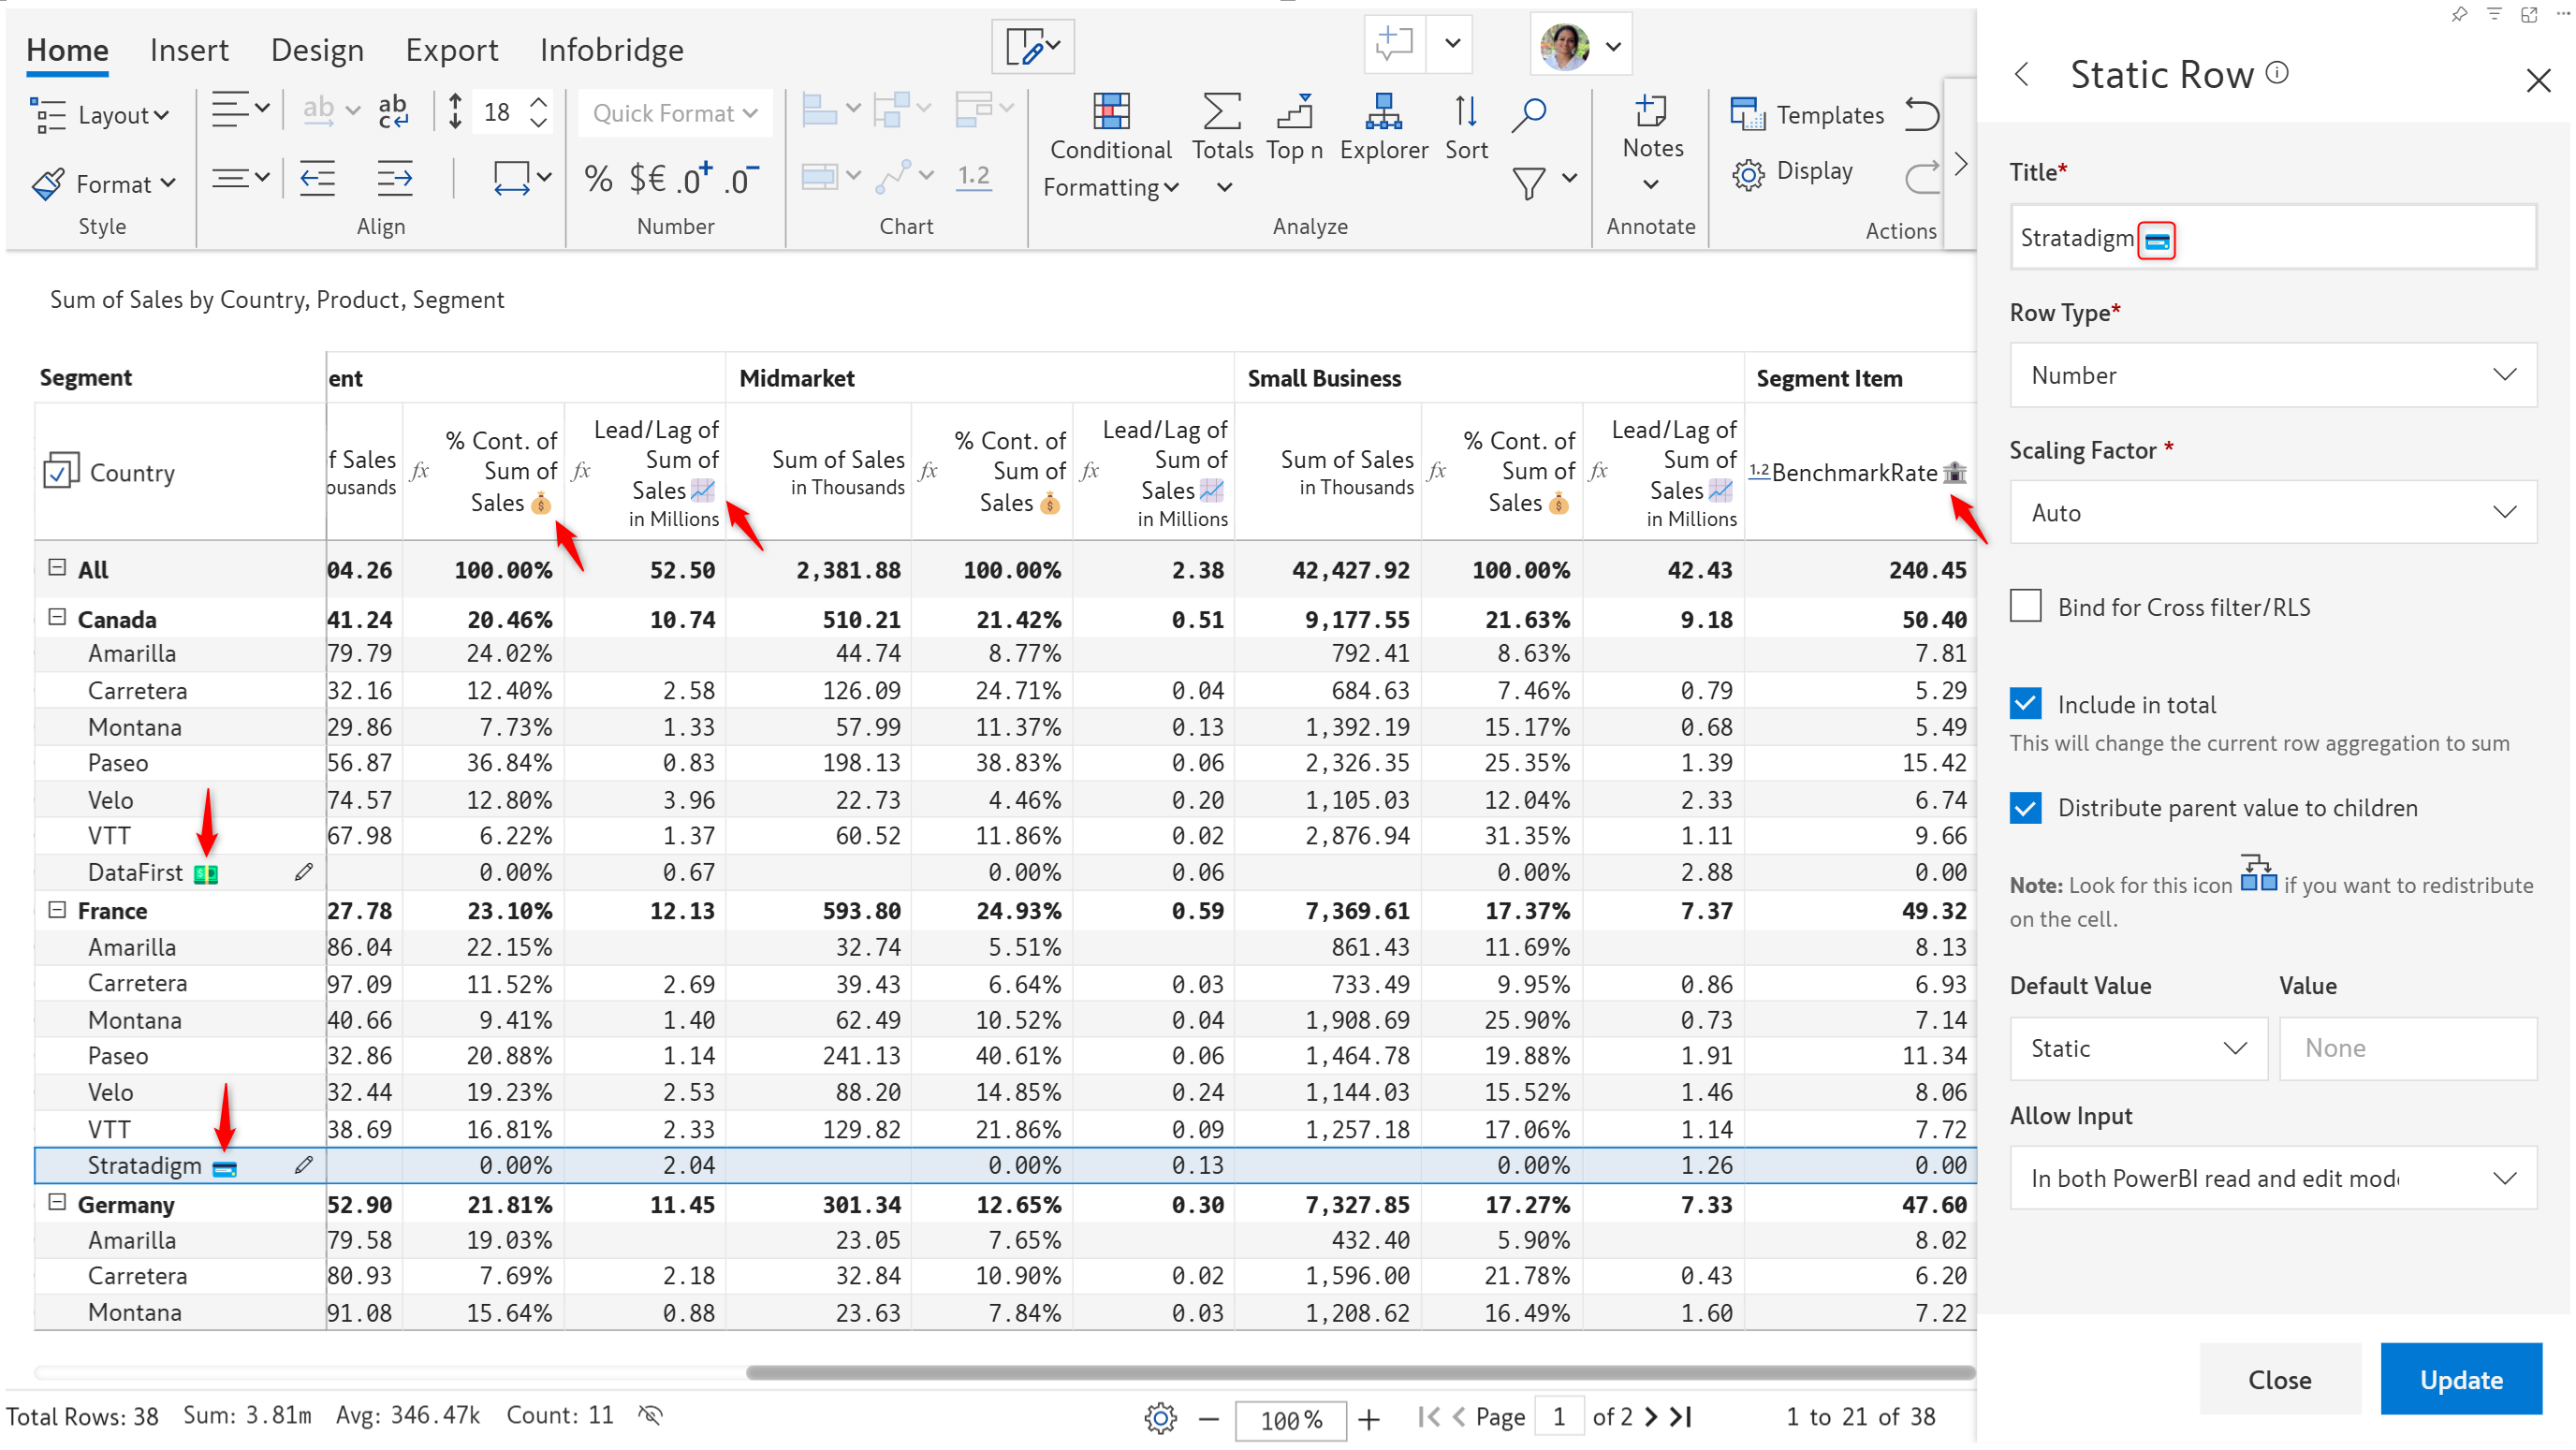 Home Insert Design Export Infobridge
Layout ab ab c 18 Quick Format
Format % $€ .0+ .0- 1.2
Conditional Formatting Totals Top n Explorer Sort
Notes Templates Display
Style Align Number Chart Analyze Annotate Actions
Sum of Sales by Country, Product, Segment
Segment ent Midmarket Small Business Segment Item
Country
f Sales
ousands
fx % Cont. of Sum of Sales 💰
fx Lead/Lag of Sum of Sales 📈 in Millions
Sum of Sales in Thousands
fx % Cont. of Sum of Sales 💰
fx Lead/Lag of Sum of Sales 📈 in Millions
Sum of Sales in Thousands
fx % Cont. of Sum of Sales 💰
fx Lead/Lag of Sum of Sales 📈 in Millions
1.2 BenchmarkRate 🏦
All 04.26 100.00% 52.50 2,381.88 100.00% 2.38 42,427.92 100.00% 42.43 240.45
Canada 41.24 20.46% 10.74 510.21 21.42% 0.51 9,177.55 21.63% 9.18 50.40
Amarilla 79.79 24.02% 44.74 8.77% 792.41 8.63% 7.81
Carretera 32.16 12.40% 2.58 126.09 24.71% 0.04 684.63 7.46% 0.79 5.29
Montana 29.86 7.73% 1.33 57.99 11.37% 0.13 1,392.19 15.17% 0.68 5.49
Paseo 56.87 36.84% 0.83 198.13 38.83% 0.06 2,326.35 25.35% 1.39 15.42
Velo 74.57 12.80% 3.96 22.73 4.46% 0.20 1,105.03 12.04% 2.33 6.74
VTT 67.98 6.22% 1.37 60.52 11.86% 0.02 2,876.94 31.35% 1.11 9.66
DataFirst 💵 0.00% 0.67 0.00% 0.06 0.00% 2.88 0.00
France 27.78 23.10% 12.13 593.80 24.93% 0.59 7,369.61 17.37% 7.37 49.32
Amarilla 86.04 22.15% 32.74 5.51% 861.43 11.69% 8.13
Carretera 97.09 11.52% 2.69 39.43 6.64% 0.03 733.49 9.95% 0.86 6.93
Montana 40.66 9.41% 1.40 62.49 10.52% 0.04 1,908.69 25.90% 0.73 7.14
Paseo 32.86 20.88% 1.14 241.13 40.61% 0.06 1,464.78 19.88% 1.91 11.34
Velo 32.44 19.23% 2.53 88.20 14.85% 0.24 1,144.03 15.52% 1.46 8.06
VTT 38.69 16.81% 2.33 129.82 21.86% 0.09 1,257.18 17.06% 1.14 7.72
Stratadigm 💳 0.00% 2.04 0.00% 0.13 0.00% 1.26 0.00
Germany 52.90 21.81% 11.45 301.34 12.65% 0.30 7,327.85 17.27% 7.33 47.60
Amarilla 79.58 19.03% 23.05 7.65% 432.40 5.90% 8.02
Carretera 80.93 7.69% 2.18 32.84 10.90% 0.02 1,596.00 21.78% 0.43 6.20
Montana 91.08 15.64% 0.88 23.63 7.84% 0.03 1,208.62 16.49% 1.60 7.22
Total Rows: 38 Sum: 3.81m Avg: 346.47k Count: 11 100% Page 1 of 2 1 to 21 of 38
Static Row
Title*
Stratadigm 💳
Row Type*
Number
Scaling Factor *
Auto
Bind for Cross filter/RLS
Include in total
This will change the current row aggregation to sum
Distribute parent value to children
Note: Look for this icon if you want to redistribute
on the cell.
Default Value Value
Static None
Allow Input
In both PowerBI read and edit mod
Close Update